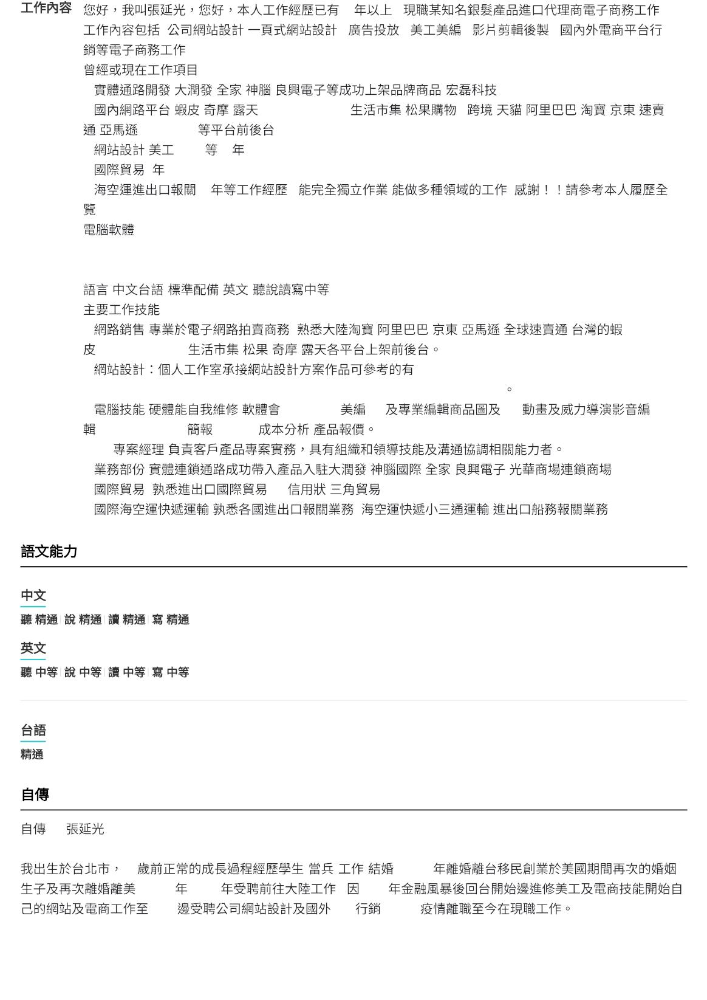 工作內容
您好，我叫張延光，您好，本人工作經歷已有 年以上 現職某知名銀髮產品進口代理商電子商務工作
工作內容包括 公司網站設計 一頁式網站設計 廣告投放 美工美編 影片剪輯後製 國內外電商平台行
銷等電子商務工作
曾經或現在工作項目
實體通路開發 大潤發 全家 神腦 良興電子等成功上架品牌商品 宏磊科技
國內網路平台 蝦皮 奇摩 露天 生活市集 松果購物 跨境 天貓 阿里巴巴 淘寶 京東 速賣
通 亞馬遜 等平台前後台
網站設計 美工 等 年
國際貿易 年
海空運進出口報關 年等工作經歷 能完全獨立作業 能做多種領域的工作 感謝！！請參考本人履歷全
覽
電腦軟體
語言 中文台語 標準配備 英文 聽說讀寫中等
主要工作技能
網路銷售 專業於電子網路拍賣商務 熟悉大陸淘寶 阿里巴巴 京東 亞馬遜 全球速賣通 台灣的蝦
皮 生活市集 松果 奇摩 露天各平台上架前後台。
網站設計：個人工作室承接網站設計方案作品可參考的有
。
電腦技能 硬體能自我維修 軟體會 美編 及專業編輯商品圖及 動畫及威力導演影音編
輯 簡報 成本分析 產品報價。
專案經理 負責客戶產品專案實務，具有組織和領導技能及溝通協調相關能力者。
業務部份 實體連鎖通路成功帶入產品入駐大潤發 神腦國際 全家 良興電子 光華商場連鎖商場
國際貿易 孰悉進出口國際貿易 信用狀 三角貿易
國際海空運快遞運輸 孰悉各國進出口報關業務 海空運快遞小三通運輸 進出口船務報關業務
語文能力
中文
聽 精通 說 精通 讀 精通 寫 精通
英文
聽 中等 說 中等 讀 中等 寫 中等
台語
精通
自傳
自傳 張延光
我出生於台北市， 歲前正常的成長過程經歷學生 當兵 工作 結婚 年離婚離台移民創業於美國期間再次的婚姻
生子及再次離婚離美 年 年受聘前往大陸工作 因 年金融風暴後回台開始邊進修美工及電商技能開始自
己的網站及電商工作至 邊受聘公司網站設計及國外 行銷 疫情離職至今在現職工作。